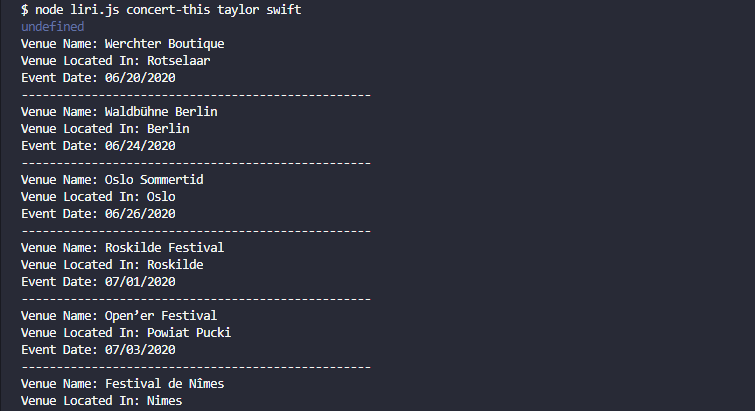 $ node liri.js concert-this taylor swift
undefined
Venue Name: Werchter Boutique
Venue Located In: Rotselaar
Event Date: 06/20/2020
--------------------------------------------------
Venue Name: Waldbühne Berlin
Venue Located In: Berlin
Event Date: 06/24/2020
--------------------------------------------------
Venue Name: Oslo Sommertid
Venue Located In: Oslo
Event Date: 06/26/2020
--------------------------------------------------
Venue Name: Roskilde Festival
Venue Located In: Roskilde
Event Date: 07/01/2020
--------------------------------------------------
Venue Name: Open’er Festival
Venue Located In: Powiat Pucki
Event Date: 07/03/2020
--------------------------------------------------
Venue Name: Festival de Nîmes
Venue Located In: Nimes